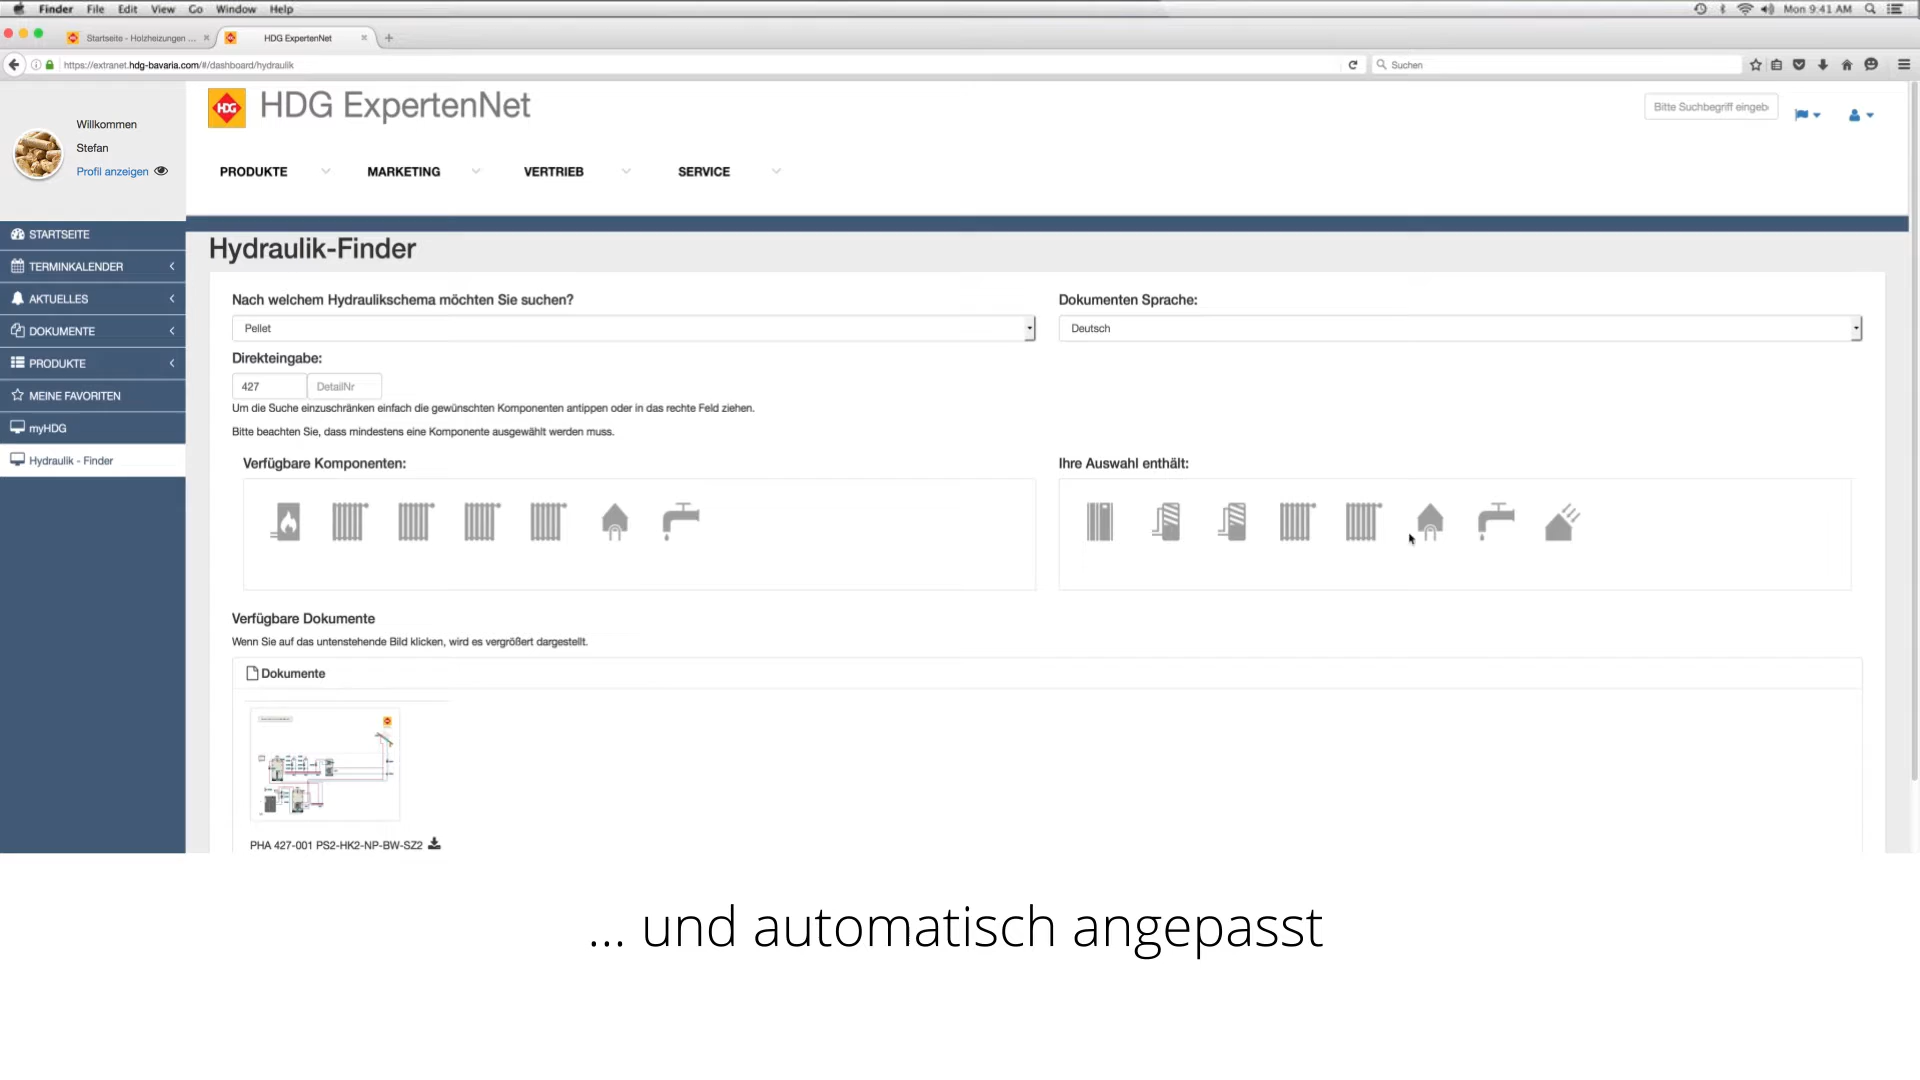 Finder File Edit View Go Window Help
Mon 9:41 AM
Startseite - Holzheizungen ...
HDG ExpertenNet
https://extranet.hdg-bavaria.com/#/dashboard/hydraulik
Suchen
Willkommen
Stefan
Profil anzeigen
HDG
HDG ExpertenNet
Bitte Suchbegriff eingeb
PRODUKTE
MARKETING
VERTRIEB
SERVICE
STARTSEITE
TERMINKALENDER
AKTUELLES
DOKUMENTE
PRODUKTE
MEINE FAVORITEN
myHDG
Hydraulik - Finder
Hydraulik-Finder
Nach welchem Hydraulikschema möchten Sie suchen?
Pellet
Dokumenten Sprache:
Deutsch
Direkteingabe:
427
DetailNr
Um die Suche einzuschränken einfach die gewünschten Komponenten antippen oder in das rechte Feld ziehen.
Bitte beachten Sie, dass mindestens eine Komponente ausgewählt werden muss.
Verfügbare Komponenten:
Ihre Auswahl enthält:
Verfügbare Dokumente
Wenn Sie auf das untenstehende Bild klicken, wird es vergrößert dargestellt.
Dokumente
PHA 427-001 PS2-HK2-NP-BW-SZ2
... und automatisch angepasst